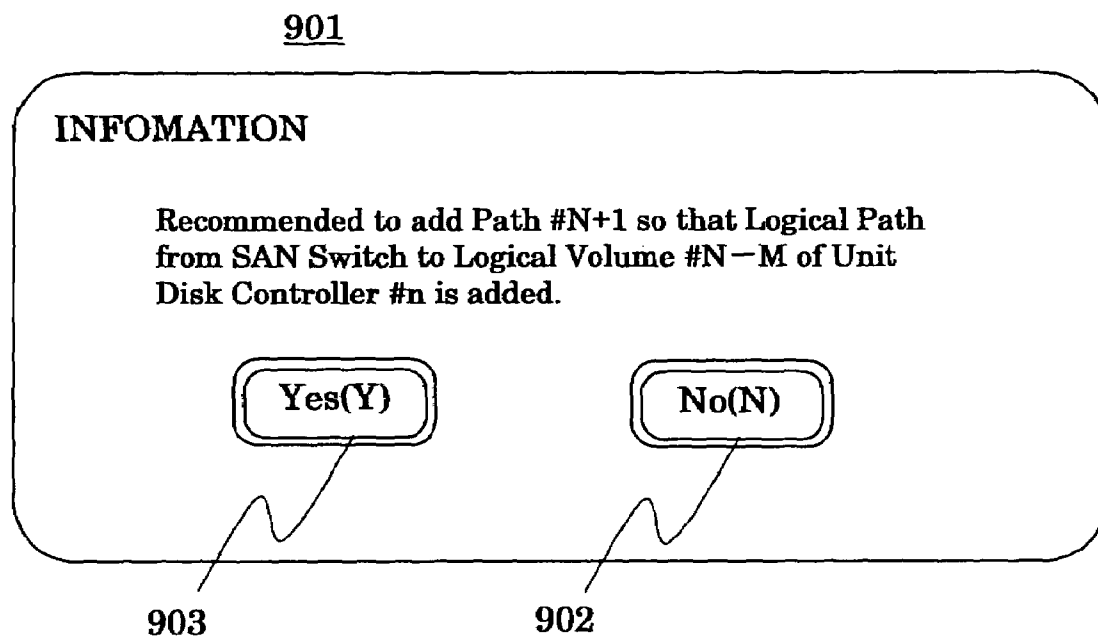 901
INFOMATION
Recommended to add Path #N+1 so that Logical Path
from SAN Switch to Logical Volume #N－M of Unit
Disk Controller #n is added.
Yes(Y) No(N)
903 902